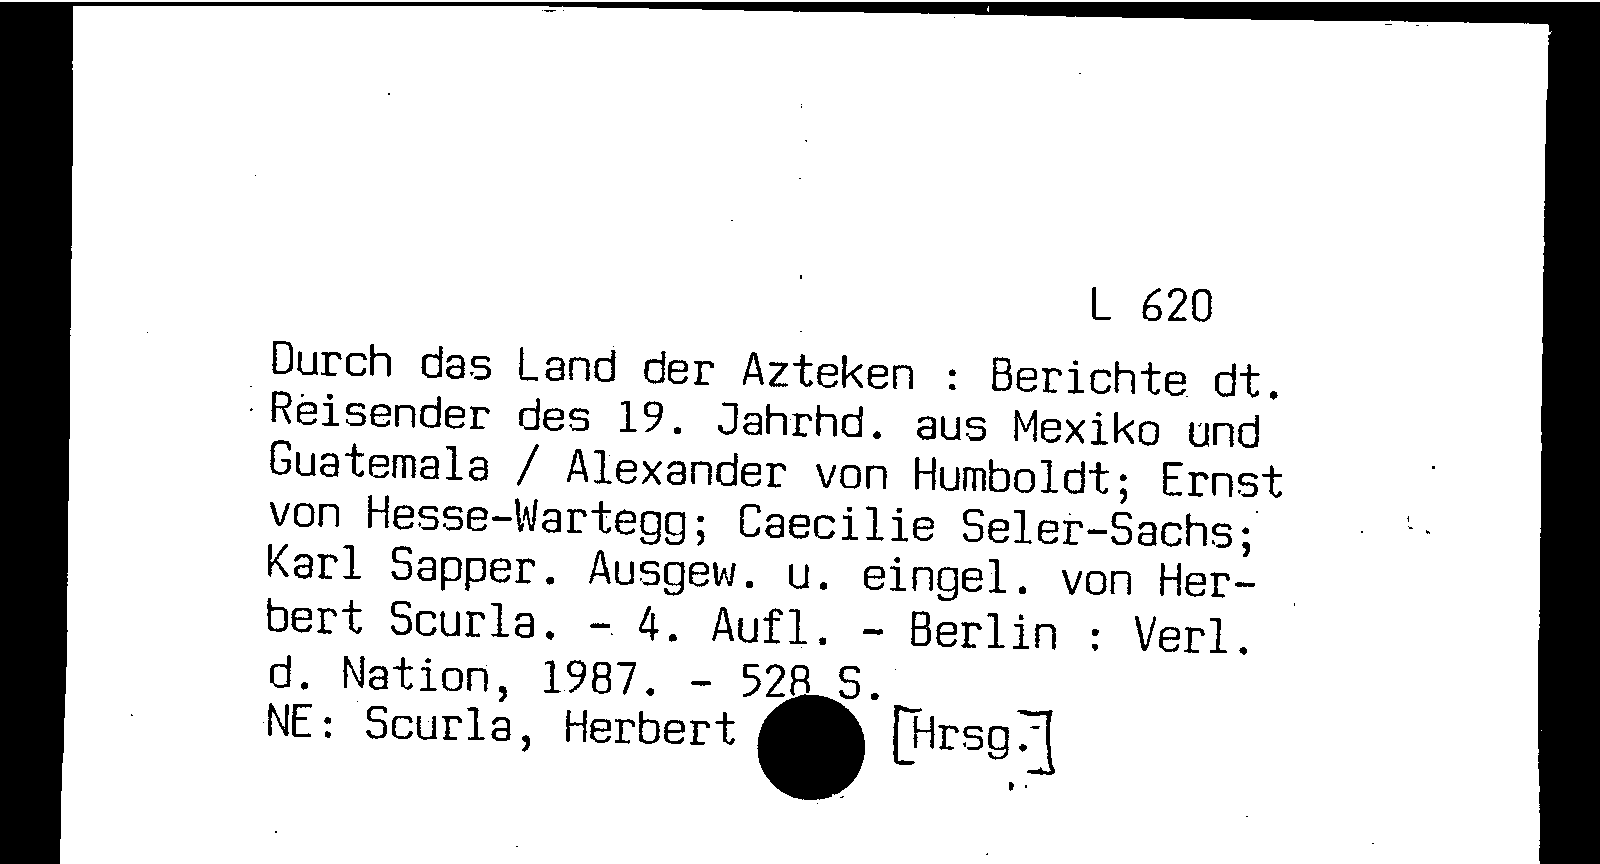 L 620
Durch das Land der Azteken : Berichte dt.
Reisender des 19. Jahrhd. aus Mexiko und
Guatemala / Alexander von Humboldt; Ernst
von Hesse-Wartegg; Caecilie Seler-Sachs;
Karl Sapper. Ausgew. u. eingel. von Her-
bert Scurla. - 4. Aufl. - Berlin : Verl.
d. Nation, 1987. - 528 S.
NE: Scurla, Herbert [Hrsg.]